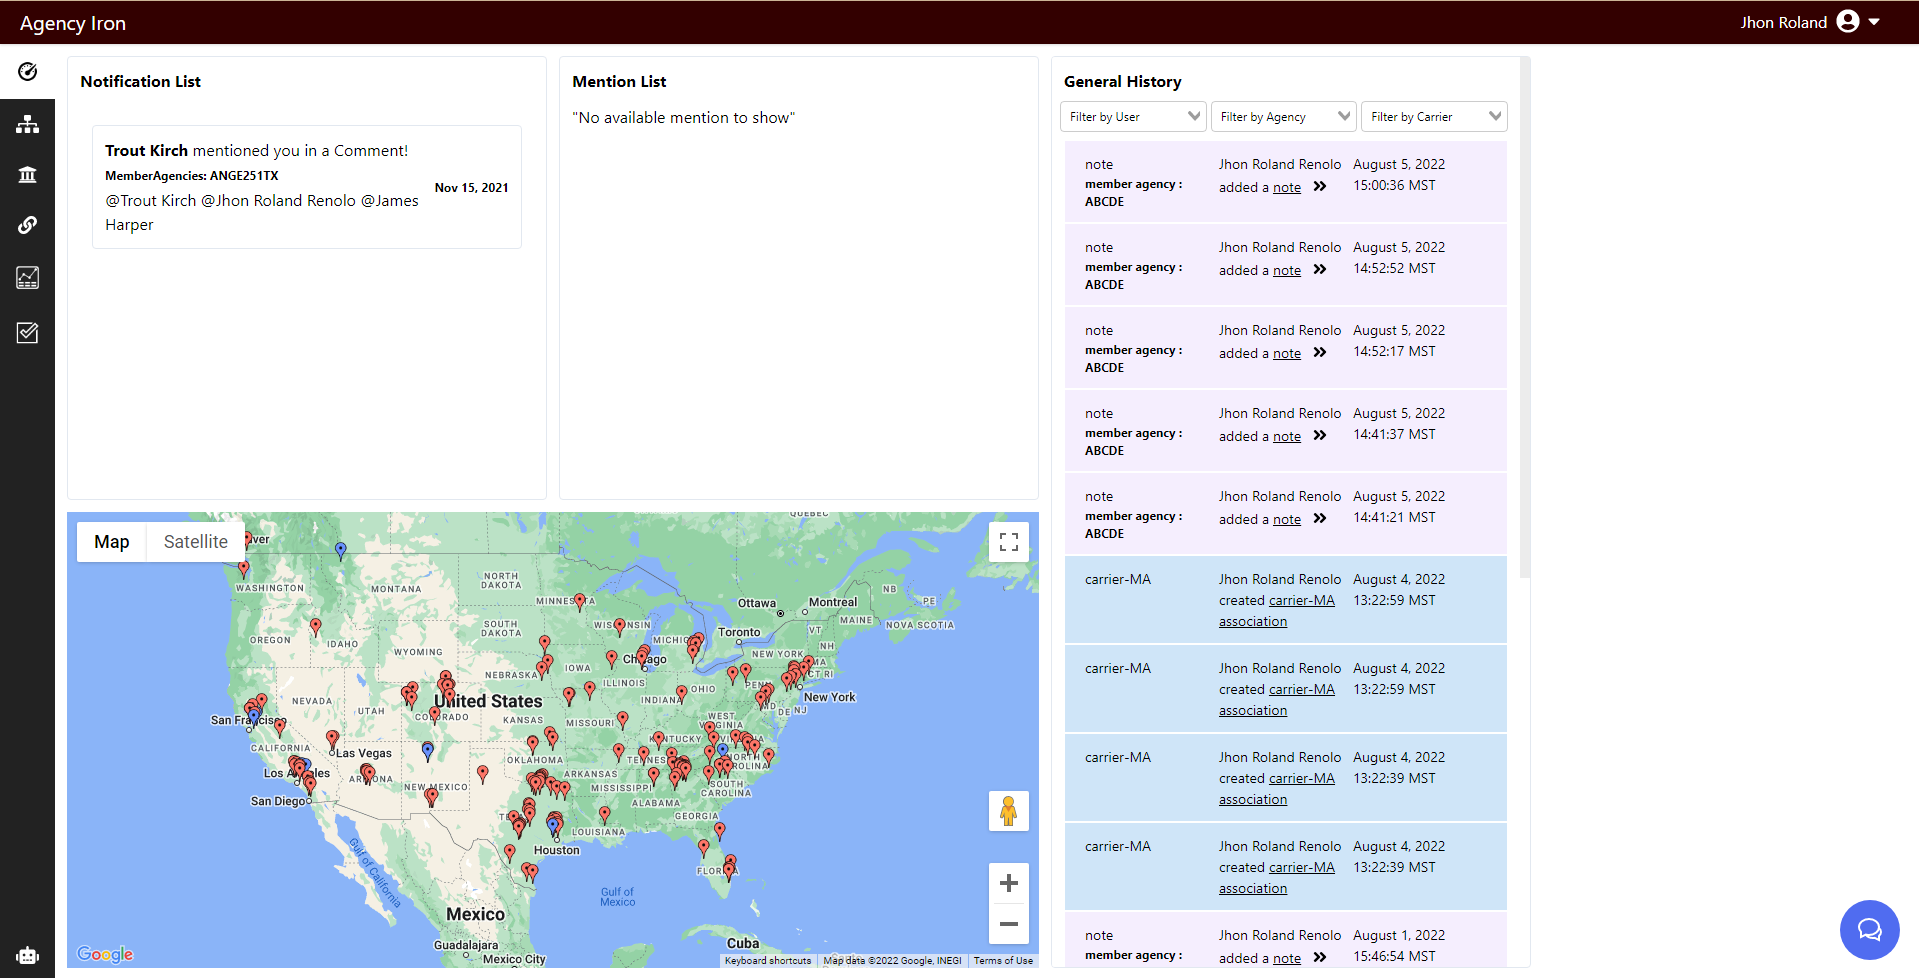 Agency Iron
Jhon Roland
Notification List
Trout Kirch mentioned you in a Comment!
MemberAgencies: ANGE251TX
Nov 15, 2021
@Trout Kirch @Jhon Roland Renolo @James
Harper
Mention List
"No available mention to show"
General History
Filter by User
Filter by Agency
Filter by Carrier
note
member agency :
ABCDE
Jhon Roland Renolo
added a note
August 5, 2022
15:00:36 MST
note
member agency :
ABCDE
Jhon Roland Renolo
added a note
August 5, 2022
14:52:52 MST
note
member agency :
ABCDE
Jhon Roland Renolo
added a note
August 5, 2022
14:52:17 MST
note
member agency :
ABCDE
Jhon Roland Renolo
added a note
August 5, 2022
14:41:37 MST
note
member agency :
ABCDE
Jhon Roland Renolo
added a note
August 5, 2022
14:41:21 MST
carrier-MA
Jhon Roland Renolo
created carrier-MA
association
August 4, 2022
13:22:59 MST
carrier-MA
Jhon Roland Renolo
created carrier-MA
association
August 4, 2022
13:22:59 MST
carrier-MA
Jhon Roland Renolo
created carrier-MA
association
August 4, 2022
13:22:39 MST
carrier-MA
Jhon Roland Renolo
created carrier-MA
association
August 4, 2022
13:22:39 MST
note
member agency :
Jhon Roland Renolo
added a note
August 1, 2022
15:46:54 MST
Map
Satellite
QUEBEC
WASHINGTON
MONTANA
NORTH
DAKOTA
MINNESOTA
Ottawa
Montreal
NB
PE
OREGON
IDAHO
SOUTH
DAKOTA
WISCONSIN
MICHIGAN
Toronto
VT
MAINE
NOVA SCOTIA
WYOMING
NH
NEBRASKA
IOWA
Chicago
NEW YORK
MA
CT RI
NEVADA
UTAH
United States
COLORADO
ILLINOIS
INDIANA
OHIO
PENN
MD
DE
NJ
New York
San Francisco
KANSAS
MISSOURI
WEST
VIRGINIA
CALIFORNIA
Las Vegas
KENTUCKY
VIRGINIA
OKLAHOMA
TENNESSEE
NORTH
CAROLINA
Los Angeles
ARIZONA
ARKANSAS
NEW MEXICO
MISSISSIPPI
SOUTH
CAROLINA
San Diego
ALABAMA
GEORGIA
LOUISIANA
Houston
FLORIDA
Gulf of California
Gulf of
Mexico
Mexico
Cuba
Guadalajara
Mexico City
Google
Keyboard shortcuts
Map data ©2022 Google, INEGI
Terms of Use